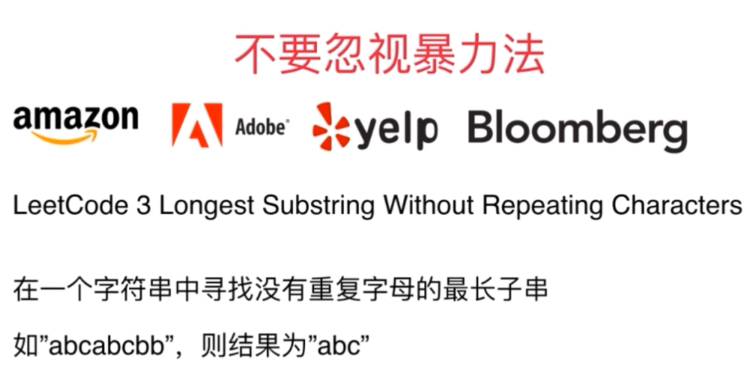 不要忽视暴力法
amazon Adobe® yelp Bloomberg
LeetCode 3 Longest Substring Without Repeating Characters
在一个字符串中寻找没有重复字母的最长子串
如”abcabcbb”，则结果为”abc”